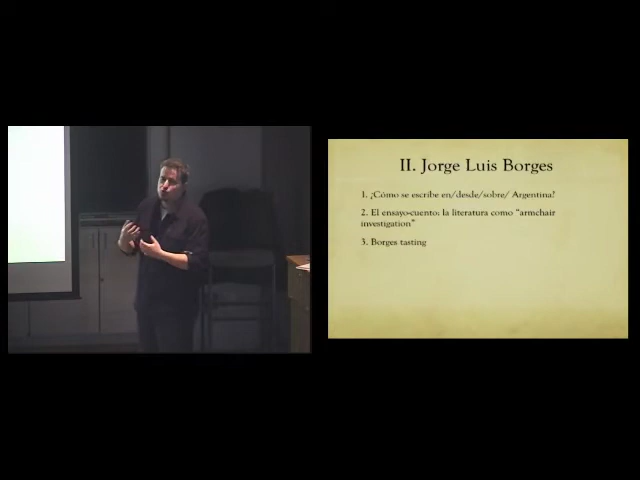 II. Jorge Luis Borges
1. ¿Cómo se escribe en/desde/sobre/ Argentina?
2. El ensayo-cuento: la literatura como “armchair
investigation”
3. Borges tasting